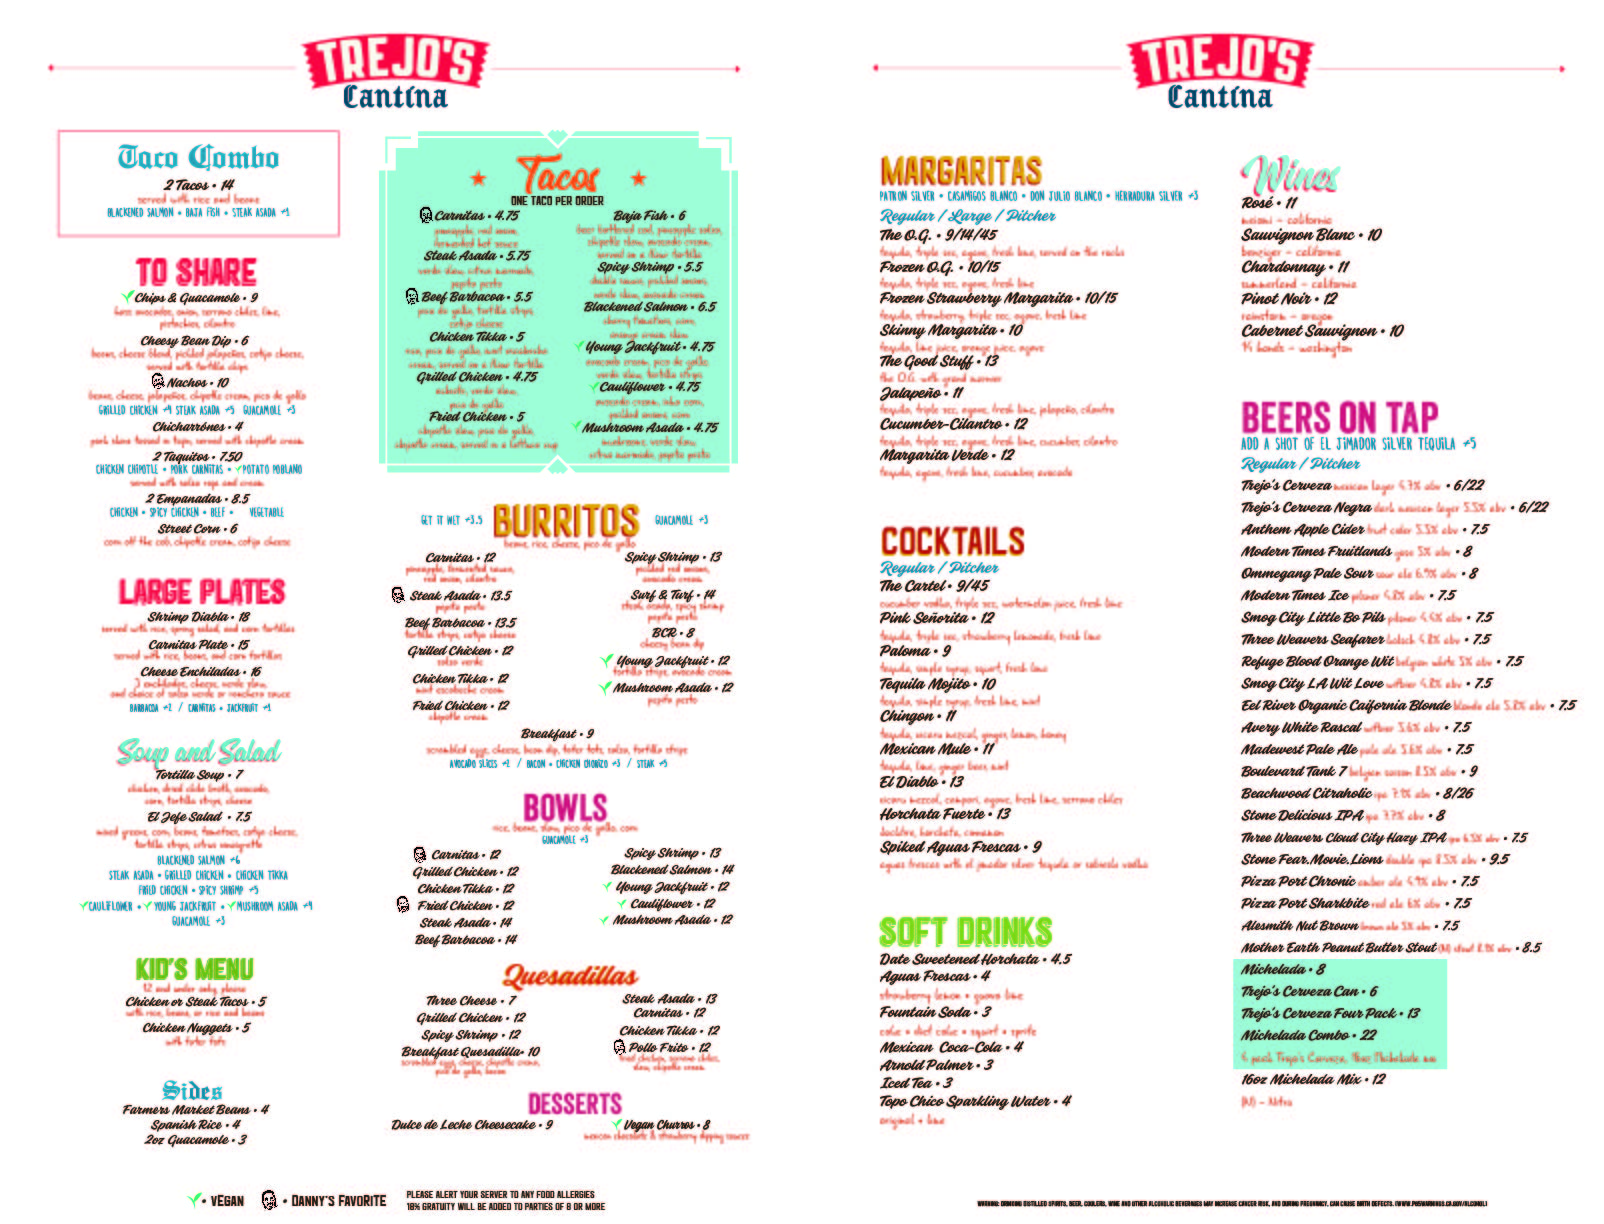 TREJO'S
Cantina
Taco Combo
2 Tacos • 14
served with rice and beans
BLACKENED SALMON • BAJA FISH • STEAK ASADA +1
TO SHARE
Chips & Guacamole • 9
hass avocados, onion, serrano chiles, lime,
pistachios, cilantro
Cheesy Bean Dip • 6
beans, cheese blend, pickled jalapeños, cotija cheese,
served with tortilla chips
Nachos • 10
beans, cheese, jalapeños, chipotle cream, pico de gallo
GRILLED CHICKEN +4 STEAK ASADA +5 GUACAMOLE +3
Chicharrónes • 4
pork skins tossed in tajin, served with chipotle cream
2 Taquitos • 7.50
CHICKEN CHIPOTLE • PORK CARNITAS • POTATO POBLANO
served with salsa roja and cream
2 Empanadas • 8.5
CHICKEN • SPICY CHICKEN • BEEF • VEGETABLE
Street Corn • 6
corn off the cob, chipotle cream, cotija cheese
LARGE PLATES
Shrimp Diabla • 18
served with rice, spring salad, and corn tortillas
Carnitas Plate • 15
served with rice, beans, and corn tortillas
Cheese Enchiladas • 16
3 enchiladas, cheese, verde slaw,
and choice of salsa verde or ranchera sauce
BARBACOA +2 / CARNITAS • JACKFRUIT +1
Soup and Salad
Tortilla Soup • 7
chicken, dried chile broth, avocado,
corn, tortilla strips, cheese
El Jefe Salad • 7.5
mixed greens, corn, beans, tomatoes, cotija cheese,
tortilla strips, citrus vinaigrette
BLACKENED SALMON +6
STEAK ASADA • GRILLED CHICKEN • CHICKEN TIKKA
FRIED CHICKEN • SPICY SHRIMP +5
CAULIFLOWER • YOUNG JACKFRUIT • MUSHROOM ASADA +4
GUACAMOLE +3
KID'S MENU
12 and under only, please
Chicken or Steak Tacos • 5
with rice, beans, or rice and beans
Chicken Nuggets • 5
with tater tots
Sides
Farmers Market Beans • 4
Spanish Rice • 4
2oz Guacamole • 3
Tacos
ONE TACO PER ORDER
Carnitas • 4.75
pineapple, red onion,
fermented hot sauce
Steak Asada • 5.75
verde slaw, citrus marinade,
pepita pesto
Beef Barbacoa • 5.5
pico de gallo, tortilla strips,
cotija cheese
Chicken Tikka • 5
rice, pico de gallo, mint escabeche
cream, served on a flour tortilla
Grilled Chicken • 4.75
verde slaw,
pico de gallo
Fried Chicken • 5
chipotle slaw, pico de gallo,
chipotle cream, served in a lettuce cup
Baja Fish • 6
beer battered cod, pineapple salsa,
chipotle slaw, avocado cream,
served on a flour tortilla
Spicy Shrimp • 5.5
diabla sauce, pickled onions,
verde slaw, avocado cream
Blackened Salmon • 6.5
cherry tomatoes, corn,
orange cream, slaw
Young Jackfruit • 4.75
avocado cream, pico de gallo
verde slaw, tortilla strips
Cauliflower • 4.75
avocado cream,
pickled onions, corn
Mushroom Asada • 4.75
mushrooms, verde slaw,
citrus marinade, pepita pesto
GET IT WET +3.5
BURRITOS
GUACAMOLE +3
beans, rice, cheese, pico de gallo
Carnitas • 12
pineapple, fermented sauce,
red onion, cilantro
Steak Asada • 13.5
pepita pesto
Beef Barbacoa • 13.5
tortilla strips, cotija cheese
Grilled Chicken • 12
salsa verde
Chicken Tikka • 12
mint escabeche cream
Fried Chicken • 12
chipotle cream
Spicy Shrimp • 13
pickled red onion,
avocado cream
Surf & Turf • 14
steak asada, spicy shrimp
pepita pesto
BCR • 8
cheesy bean dip
Young Jackfruit • 12
tortilla strips, avocado cream
Mushroom Asada • 12
pepita pesto
Breakfast • 9
scrambled eggs, cheese, bean dip, tater tots, salsa, tortilla strips
AVOCADO SLICES +2 / BACON • CHICKEN CHORIZO +3 / STEAK +5
BOWLS
rice, beans, slaw, pico de gallo, corn
GUACAMOLE +3
Carnitas • 12
Grilled Chicken • 12
Chicken Tikka • 12
Fried Chicken • 12
Steak Asada • 14
Beef Barbacoa • 14
Spicy Shrimp • 13
Blackened Salmon • 14
Young Jackfruit • 12
Cauliflower • 12
Mushroom Asada • 12
Quesadillas
Three Cheese • 7
Grilled Chicken • 12
Spicy Shrimp • 12
Breakfast Quesadilla • 10
scrambled eggs, cheese, chipotle cream,
pico de gallo, bacon
Steak Asada • 13
Carnitas • 12
Chicken Tikka • 12
Pollo Frito • 12
fried chicken, serrano chiles,
slaw, chipotle cream
DESSERTS
Dulce de Leche Cheesecake • 9
Vegan Churros • 8
mexican chocolate & strawberry dipping sauces
• VEGAN • DANNY'S FAVORITE
PLEASE ALERT YOUR SERVER TO ANY FOOD ALLERGIES
18% GRATUITY WILL BE ADDED TO PARTIES OF 8 OR MORE
TREJO'S
Cantina
MARGARITAS
PATRON SILVER • CASAMIGOS BLANCO • DON JULIO BLANCO • HERRADURA SILVER +3
Regular / Large / Pitcher
The O.G. • 9/14/45
tequila, triple sec, agave, fresh lime, served on the rocks
Frozen O.G. • 10/15
tequila, triple sec, agave, fresh lime
Frozen Strawberry Margarita • 10/15
tequila, strawberry, triple sec, agave, fresh lime
Skinny Margarita • 10
tequila, lime juice, orange juice, agave
The Good Stuff • 13
the O.G. with grand marnier
Jalapeño • 11
tequila, triple sec, agave, fresh lime, jalapeño, cilantro
Cucumber-Cilantro • 12
tequila, triple sec, agave, fresh lime, cucumber, cilantro
Margarita Verde • 12
tequila, agave, fresh lime, cucumber, avocado
COCKTAILS
Regular / Pitcher
The Cartel • 9/45
cucumber vodka, triple sec, watermelon juice, fresh lime
Pink Señorita • 12
tequila, triple sec, strawberry lemonade, fresh lime
Paloma • 9
tequila, simple syrup, squirt, fresh lime
Tequila Mojito • 10
tequila, simple syrup, fresh lime, mint
Chingon • 11
tequila, vicaru mezcal, ginger, lemon, honey
Mexican Mule • 11
tequila, lime, ginger beer, mint
El Diablo • 13
vicaru mezcal, campari, agave, fresh lime, serrano chiles
Horchata Fuerte • 13
horchata, cinnamon
Spiked Aguas Frescas • 9
aguas frescas with el jimador silver tequila or vodka
SOFT DRINKS
Date Sweetened Horchata • 4.5
Aguas Frescas • 4
strawberry lemon • guava lime
Fountain Soda • 3
coke • diet coke • squirt • sprite
Mexican Coca-Cola • 4
Arnold Palmer • 3
Iced Tea • 3
Topo Chico Sparkling Water • 4
original • lime
Wines
Rosé • 11
meiomi – california
Sauvignon Blanc • 10
benziger – california
Chardonnay • 11
summerland – california
Pinot Noir • 12
rainstorm – oregon
Cabernet Sauvignon • 10
14 hands – washington
BEERS ON TAP
ADD A SHOT OF EL JIMADOR SILVER TEQUILA +5
Regular / Pitcher
Trejo's Cerveza mexican lager 4.7% abv • 6/22
Trejo's Cerveza Negra dark mexican lager 5.5% abv • 6/22
Anthem Apple Cider fruit cider 5.5% abv • 7.5
Modern Times Fruitlands gose 5% abv • 8
Ommegang Pale Sour sour ale 6.9% abv • 8
Modern Times Ice pilsner 4.8% abv • 7.5
Smog City Little Bo Pils pilsner 4.6% abv • 7.5
Three Weavers Seafarer kolsch 4.8% abv • 7.5
Refuge Blood Orange Wit belgian white 5% abv • 7.5
Smog City LA Wit Love witbier 4.8% abv • 7.5
Eel River Organic Caifornia Blonde blonde ale 5.8% abv • 7.5
Avery White Rascal witbier 5.6% abv • 7.5
Madewest Pale Ale pale ale 5.6% abv • 7.5
Boulevard Tank 7 belgian saison 8.5% abv • 9
Beachwood Citraholic ipa 7.1% abv • 8/26
Stone Delicious IPA ipa 7.7% abv • 8
Three Weavers Cloud City Hazy IPA ipa 6.5% abv • 7.5
Stone Fear.Movie.Lions double ipa 8.5% abv • 9.5
Pizza Port Chronic amber ale 4.9% abv • 7.5
Pizza Port Sharkbite red ale 6% abv • 7.5
Alesmith Nut Brown brown ale 5% abv • 7.5
Mother Earth Peanut Butter Stout (N) stout 8.1% abv • 8.5
Michelada • 8
Trejo's Cerveza Can • 6
Trejo's Cerveza Four Pack • 13
Michelada Combo • 22
4 pack Trejo's Cerveza, 16oz Michelada mix
16oz Michelada Mix • 12
(N) – Nitro
WARNING: DRINKING DISTILLED SPIRITS, BEER, COOLERS, WINE AND OTHER ALCOHOLIC BEVERAGES MAY INCREASE CANCER RISK, AND DURING PREGNANCY, CAN CAUSE BIRTH DEFECTS. (WWW.P65WARNINGS.CA.GOV/ALCOHOL)